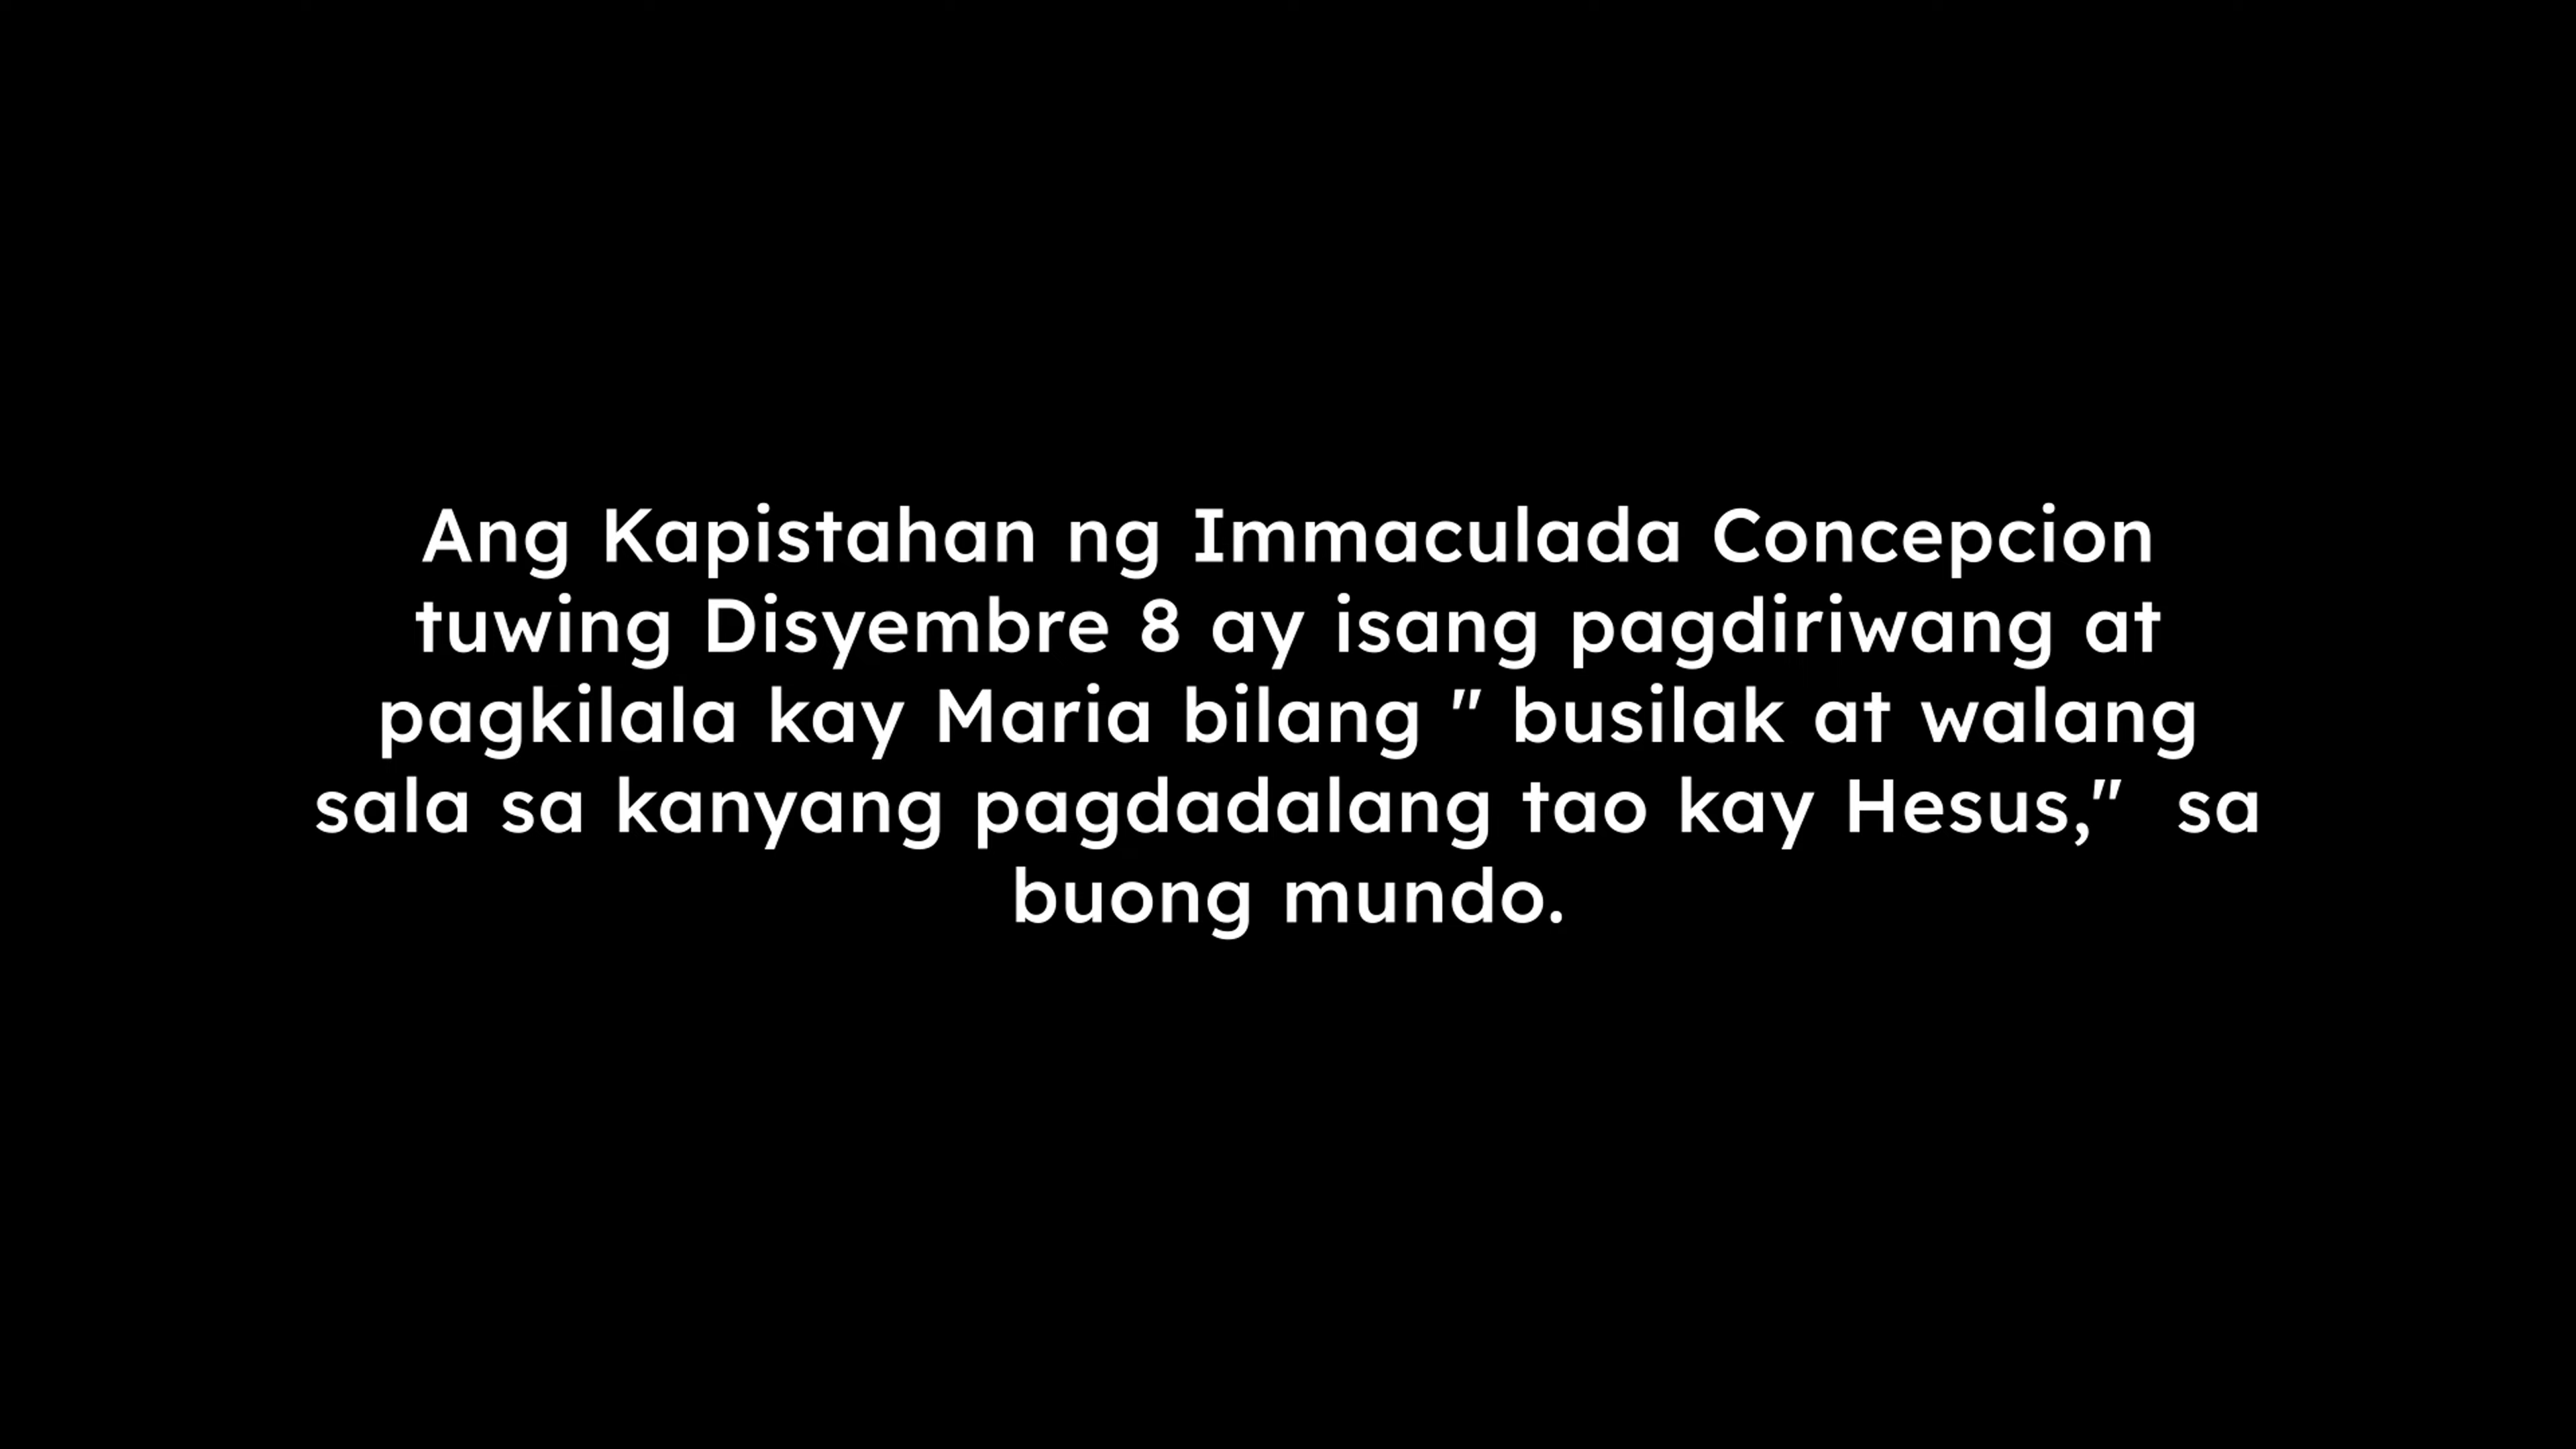 Ang Kapistahan ng Immaculada Concepcion
tuwing Disyembre 8 ay isang pagdiriwang at
pagkilala kay Maria bilang " busilak at walang
sala sa kanyang pagdadalang tao kay Hesus,"  sa
buong mundo.